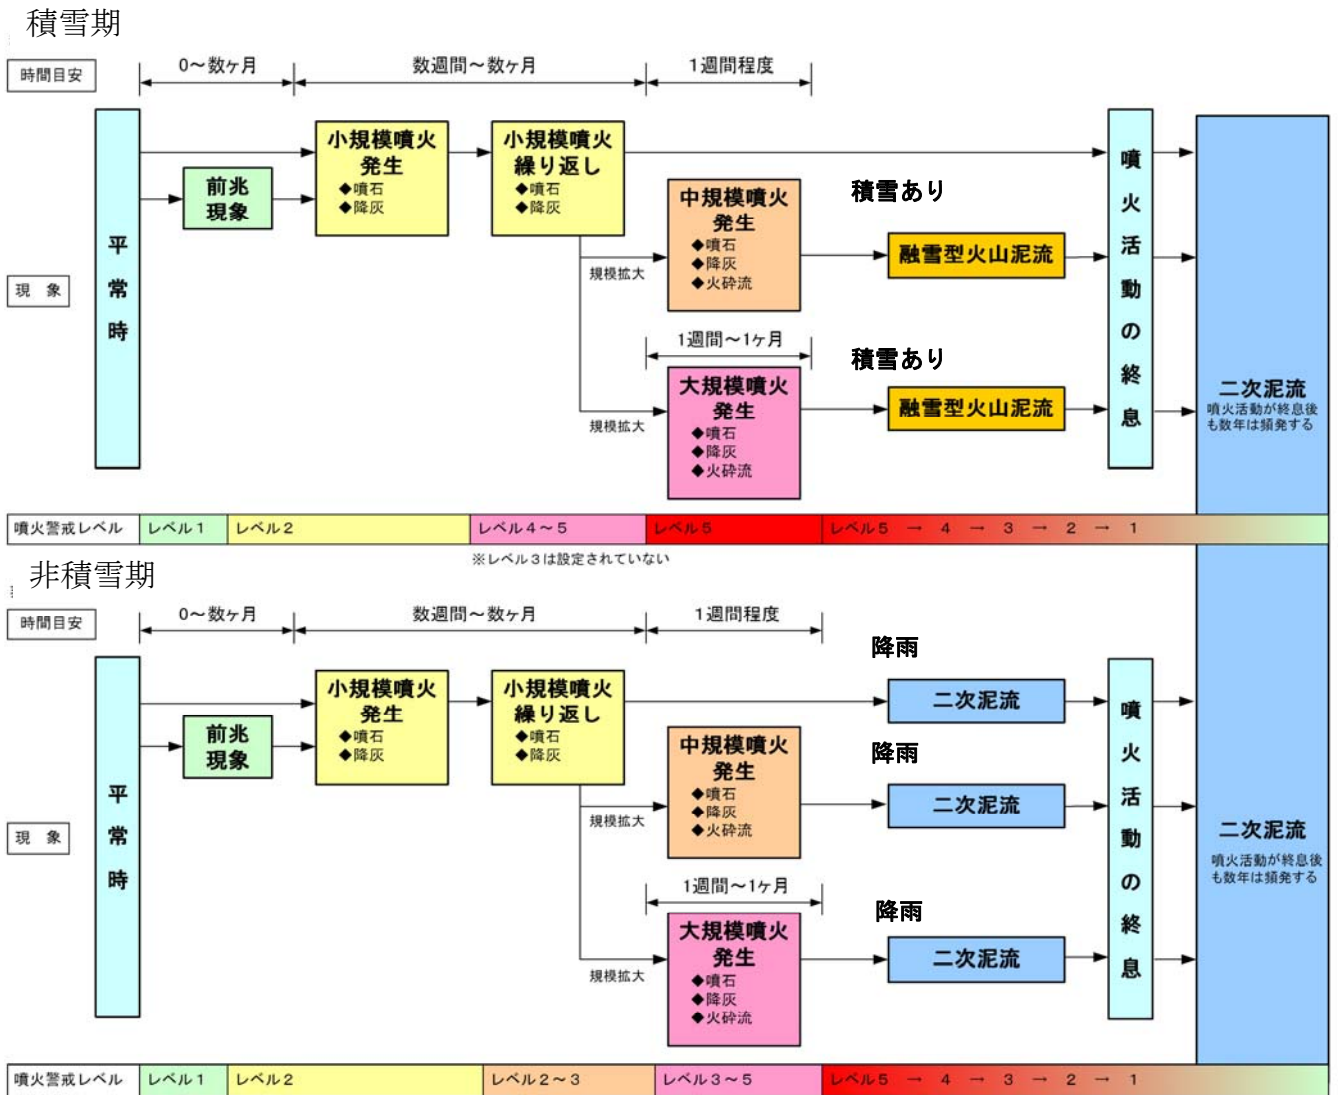 積雪期
時間目安
0～数ヶ月
数週間～数ヶ月
1週間程度
平常時
現象
前兆
現象
小規模噴火
発生
◆噴石
◆降灰
小規模噴火
繰り返し
◆噴石
◆降灰
規模拡大
中規模噴火
発生
◆噴石
◆降灰
◆火砕流
積雪あり
融雪型火山泥流
1週間～1ヶ月
規模拡大
大規模噴火
発生
◆噴石
◆降灰
◆火砕流
積雪あり
融雪型火山泥流
噴火活動の終息
二次泥流
噴火活動が終息後
も数年は頻発する
噴火警戒レベル
レベル1
レベル2
レベル4～5
レベル5
レベル5 → 4 → 3 → 2 → 1
※レベル3は設定されていない
非積雪期
時間目安
0～数ヶ月
数週間～数ヶ月
1週間程度
平常時
現象
前兆
現象
小規模噴火
発生
◆噴石
◆降灰
小規模噴火
繰り返し
◆噴石
◆降灰
降雨
二次泥流
規模拡大
中規模噴火
発生
◆噴石
◆降灰
◆火砕流
降雨
二次泥流
1週間～1ヶ月
規模拡大
大規模噴火
発生
◆噴石
◆降灰
◆火砕流
降雨
二次泥流
噴火活動の終息
二次泥流
噴火活動が終息後
も数年は頻発する
噴火警戒レベル
レベル1
レベル2
レベル2～3
レベル3～5
レベル5 → 4 → 3 → 2 → 1